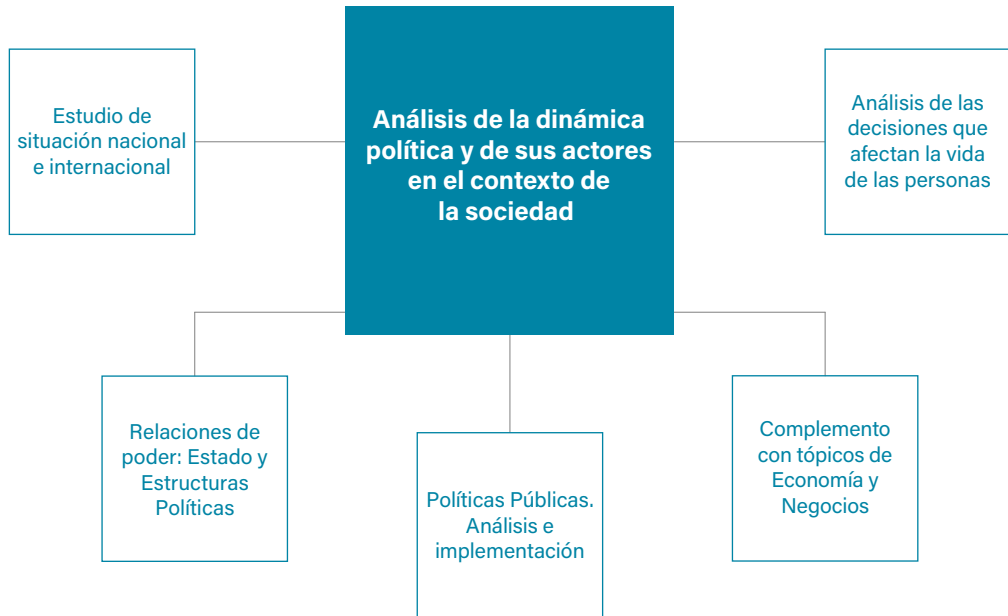 Estudio de
situación nacional
e internacional
Análisis de la dinámica
política y de sus actores
en el contexto de
la sociedad
Análisis de las
decisiones que
afectan la vida
de las personas
Relaciones de
poder: Estado y
Estructuras
Políticas
Políticas Públicas.
Análisis e
implementación
Complemento
con tópicos de
Economía y
Negocios